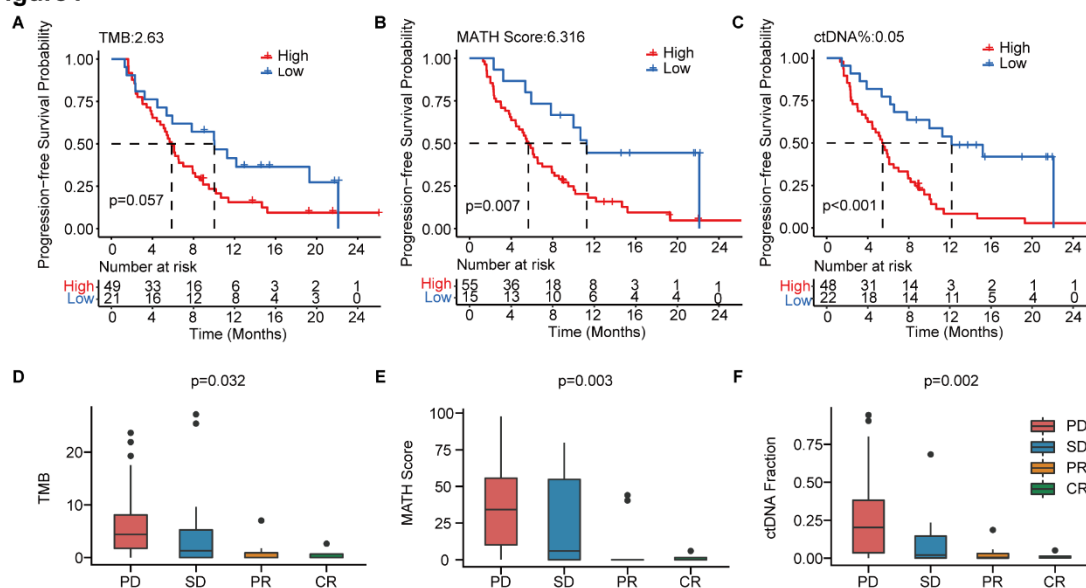 A
TMB:2.63
High
Low
Progression-free Survival Probability
1.00
0.75
0.50
0.25
0.00
p=0.057
0 4 8 12 16 20 24
Number at risk
High 49 33 16 6 3 2 1
Low 21 16 12 8 4 3 0
0 4 8 12 16 20 24
Time (Months)
B
MATH Score:6.316
High
Low
Progression-free Survival Probability
1.00
0.75
0.50
0.25
0.00
p=0.007
0 4 8 12 16 20 24
Number at risk
High 55 36 18 8 3 1 1
Low 15 13 10 6 4 4 0
0 4 8 12 16 20 24
Time (Months)
C
ctDNA%:0.05
High
Low
Progression-free Survival Probability
1.00
0.75
0.50
0.25
0.00
p<0.001
0 4 8 12 16 20 24
Number at risk
High 48 31 14 3 2 1 1
Low 22 18 14 11 5 4 0
0 4 8 12 16 20 24
Time (Months)
D
p=0.032
TMB
20
10
0
PD SD PR CR
E
p=0.003
MATH Score
100
75
50
25
0
PD SD PR CR
F
p=0.002
ctDNA Fraction
0.75
0.50
0.25
0.00
PD SD PR CR
PD
SD
PR
CR